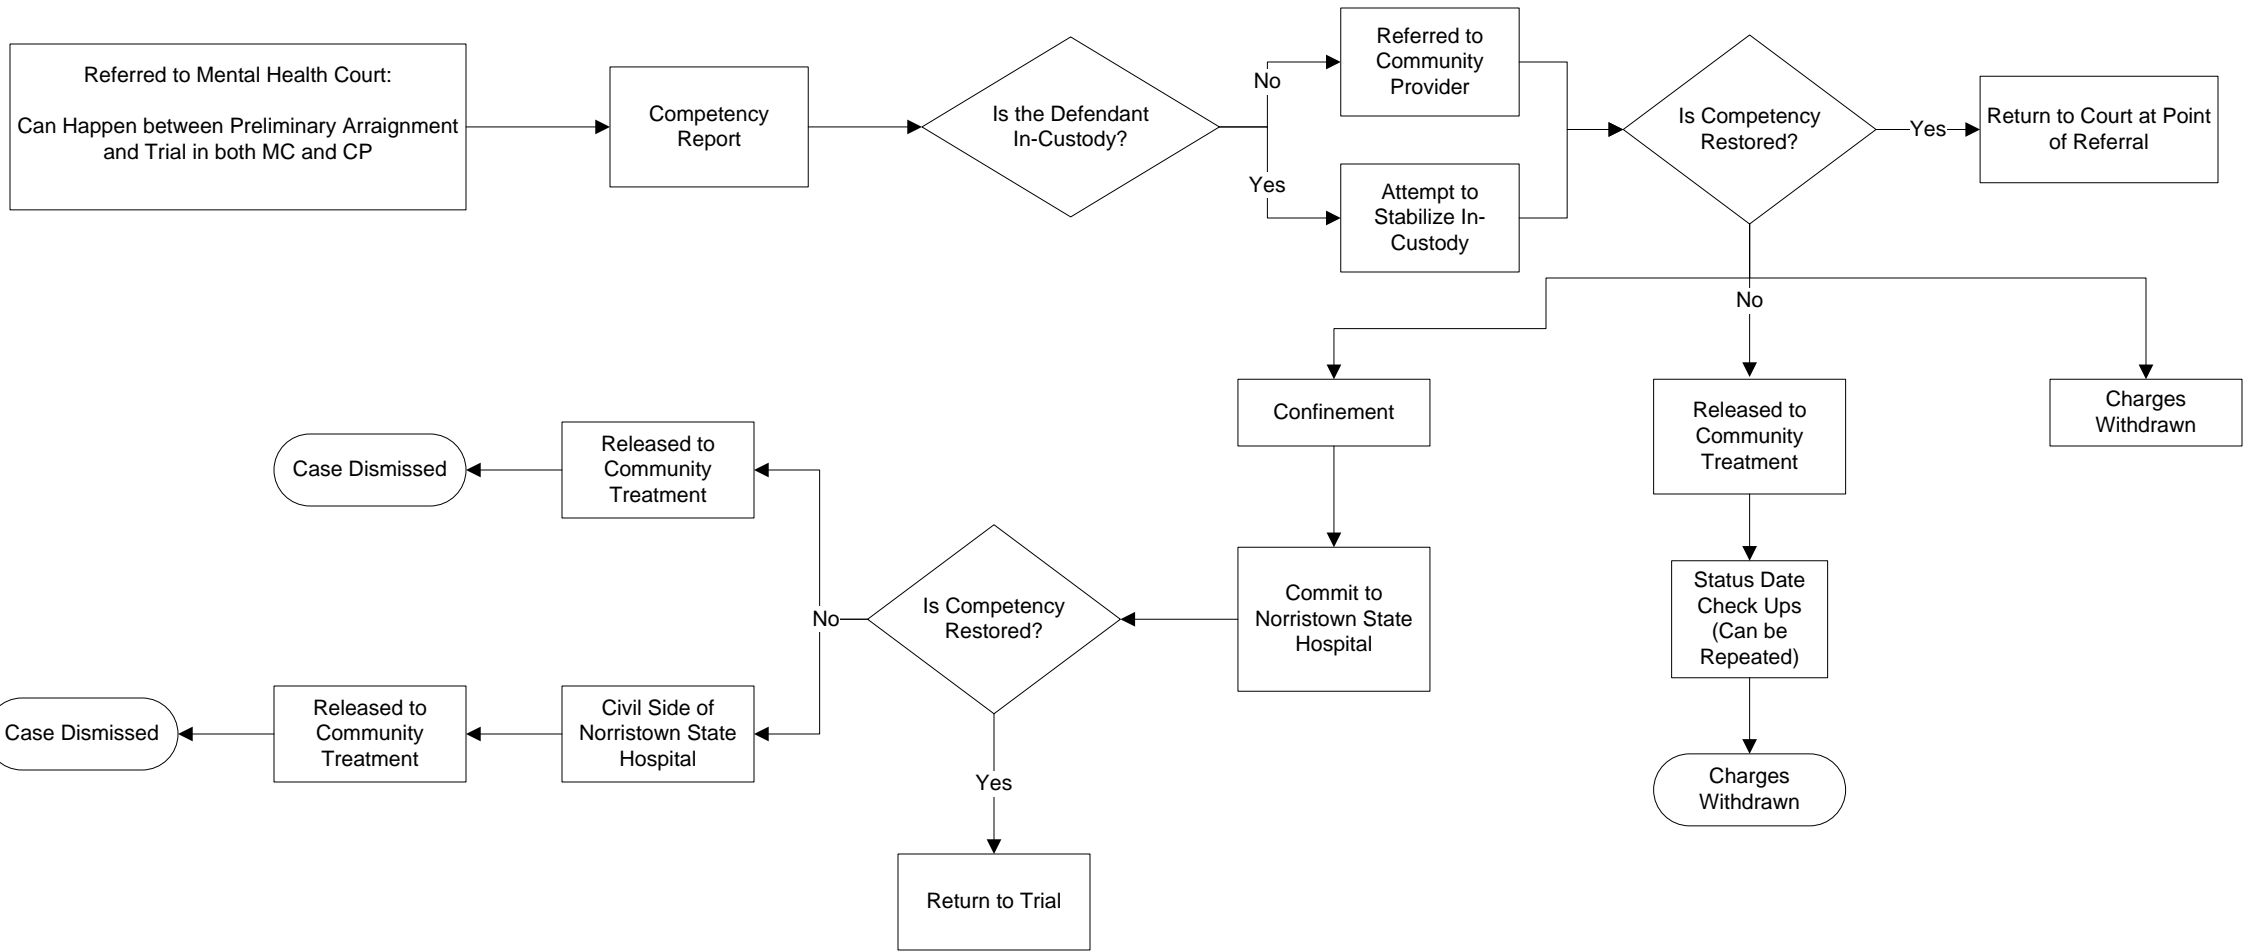 Referred to Mental Health Court:
Can Happen between Preliminary Arraignment
and Trial in both MC and CP
Competency
Report
Is the Defendant
In-Custody?
No
Yes
Referred to
Community
Provider
Attempt to
Stabilize In-
Custody
Is Competency
Restored?
Yes
Return to Court at Point
of Referral
No
Confinement
Released to
Community
Treatment
Charges
Withdrawn
Commit to
Norristown State
Hospital
Status Date
Check Ups
(Can be
Repeated)
Charges
Withdrawn
Is Competency
Restored?
No
Released to
Community
Treatment
Case Dismissed
Civil Side of
Norristown State
Hospital
Released to
Community
Treatment
Case Dismissed
Yes
Return to Trial